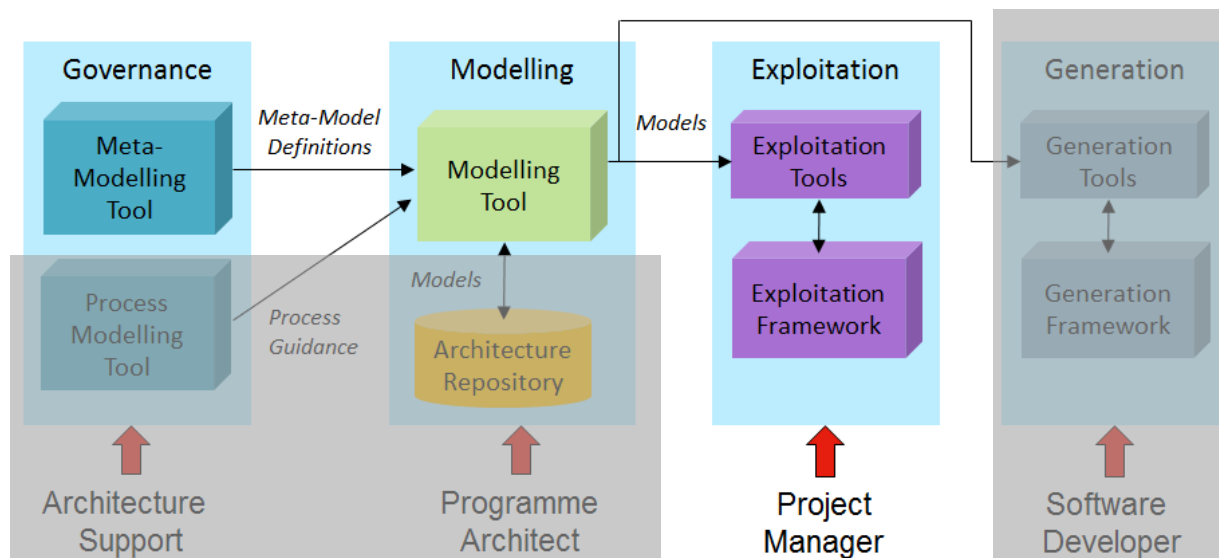 Governance
Meta-
Modelling
Tool
Process
Modelling
Tool
Architecture
Support
Meta-Model
Definitions
Process
Guidance
Modelling
Modelling
Tool
Models
Architecture
Repository
Programme
Architect
Models
Exploitation
Exploitation
Tools
Exploitation
Framework
Project
Manager
Generation
Generation
Tools
Generation
Framework
Software
Developer